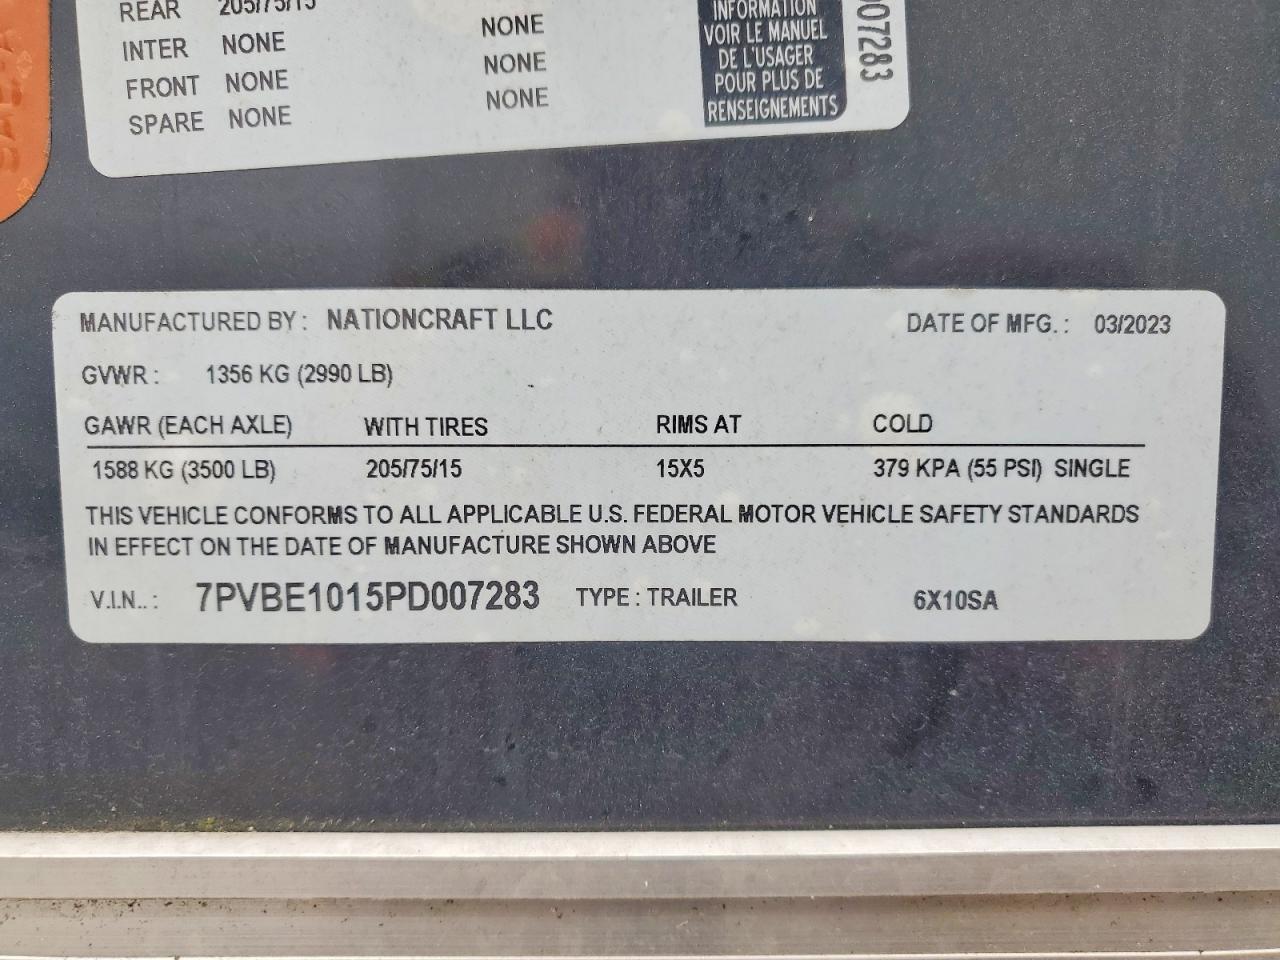 REAR 205/75/15
INTER NONE NONE
FRONT NONE NONE
SPARE NONE NONE
INFORMATION
VOIR LE MANUEL
DE L'USAGER
POUR PLUS DE
RENSEIGNEMENTS
007283
MANUFACTURED BY : NATIONCRAFT LLC DATE OF MFG. : 03/2023
GVWR : 1356 KG (2990 LB)
GAWR (EACH AXLE) WITH TIRES RIMS AT COLD
1588 KG (3500 LB) 205/75/15 15X5 379 KPA (55 PSI) SINGLE
THIS VEHICLE CONFORMS TO ALL APPLICABLE U.S. FEDERAL MOTOR VEHICLE SAFETY STANDARDS
IN EFFECT ON THE DATE OF MANUFACTURE SHOWN ABOVE
V.I.N.. : 7PVBE1015PD007283 TYPE : TRAILER 6X10SA